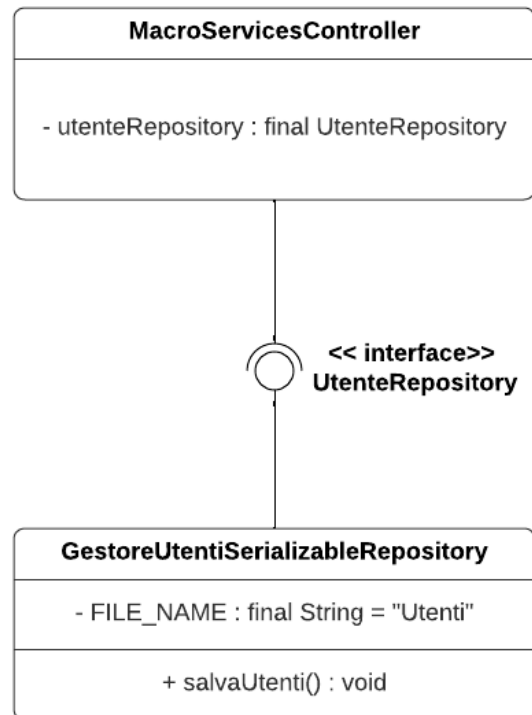 MacroServicesController
- utenteRepository : final UtenteRepository
<< interface>>
UtenteRepository
GestoreUtentiSerializableRepository
- FILE_NAME : final String = "Utenti"
+ salvaUtenti() : void